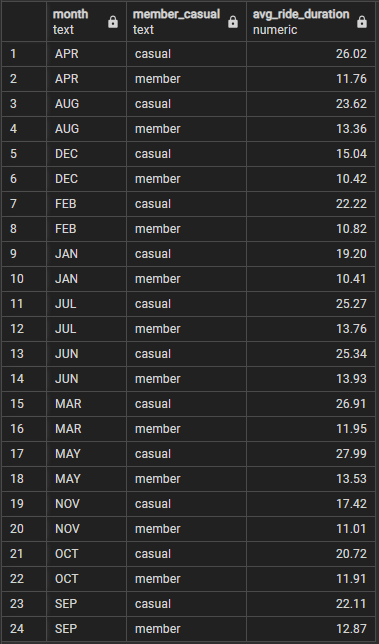 month member_casual avg_ride_duration
text text numeric
1 APR casual 26.02
2 APR member 11.76
3 AUG casual 23.62
4 AUG member 13.36
5 DEC casual 15.04
6 DEC member 10.42
7 FEB casual 22.22
8 FEB member 10.82
9 JAN casual 19.20
10 JAN member 10.41
11 JUL casual 25.27
12 JUL member 13.76
13 JUN casual 25.34
14 JUN member 13.93
15 MAR casual 26.91
16 MAR member 11.95
17 MAY casual 27.99
18 MAY member 13.53
19 NOV casual 17.42
20 NOV member 11.01
21 OCT casual 20.72
22 OCT member 11.91
23 SEP casual 22.11
24 SEP member 12.87